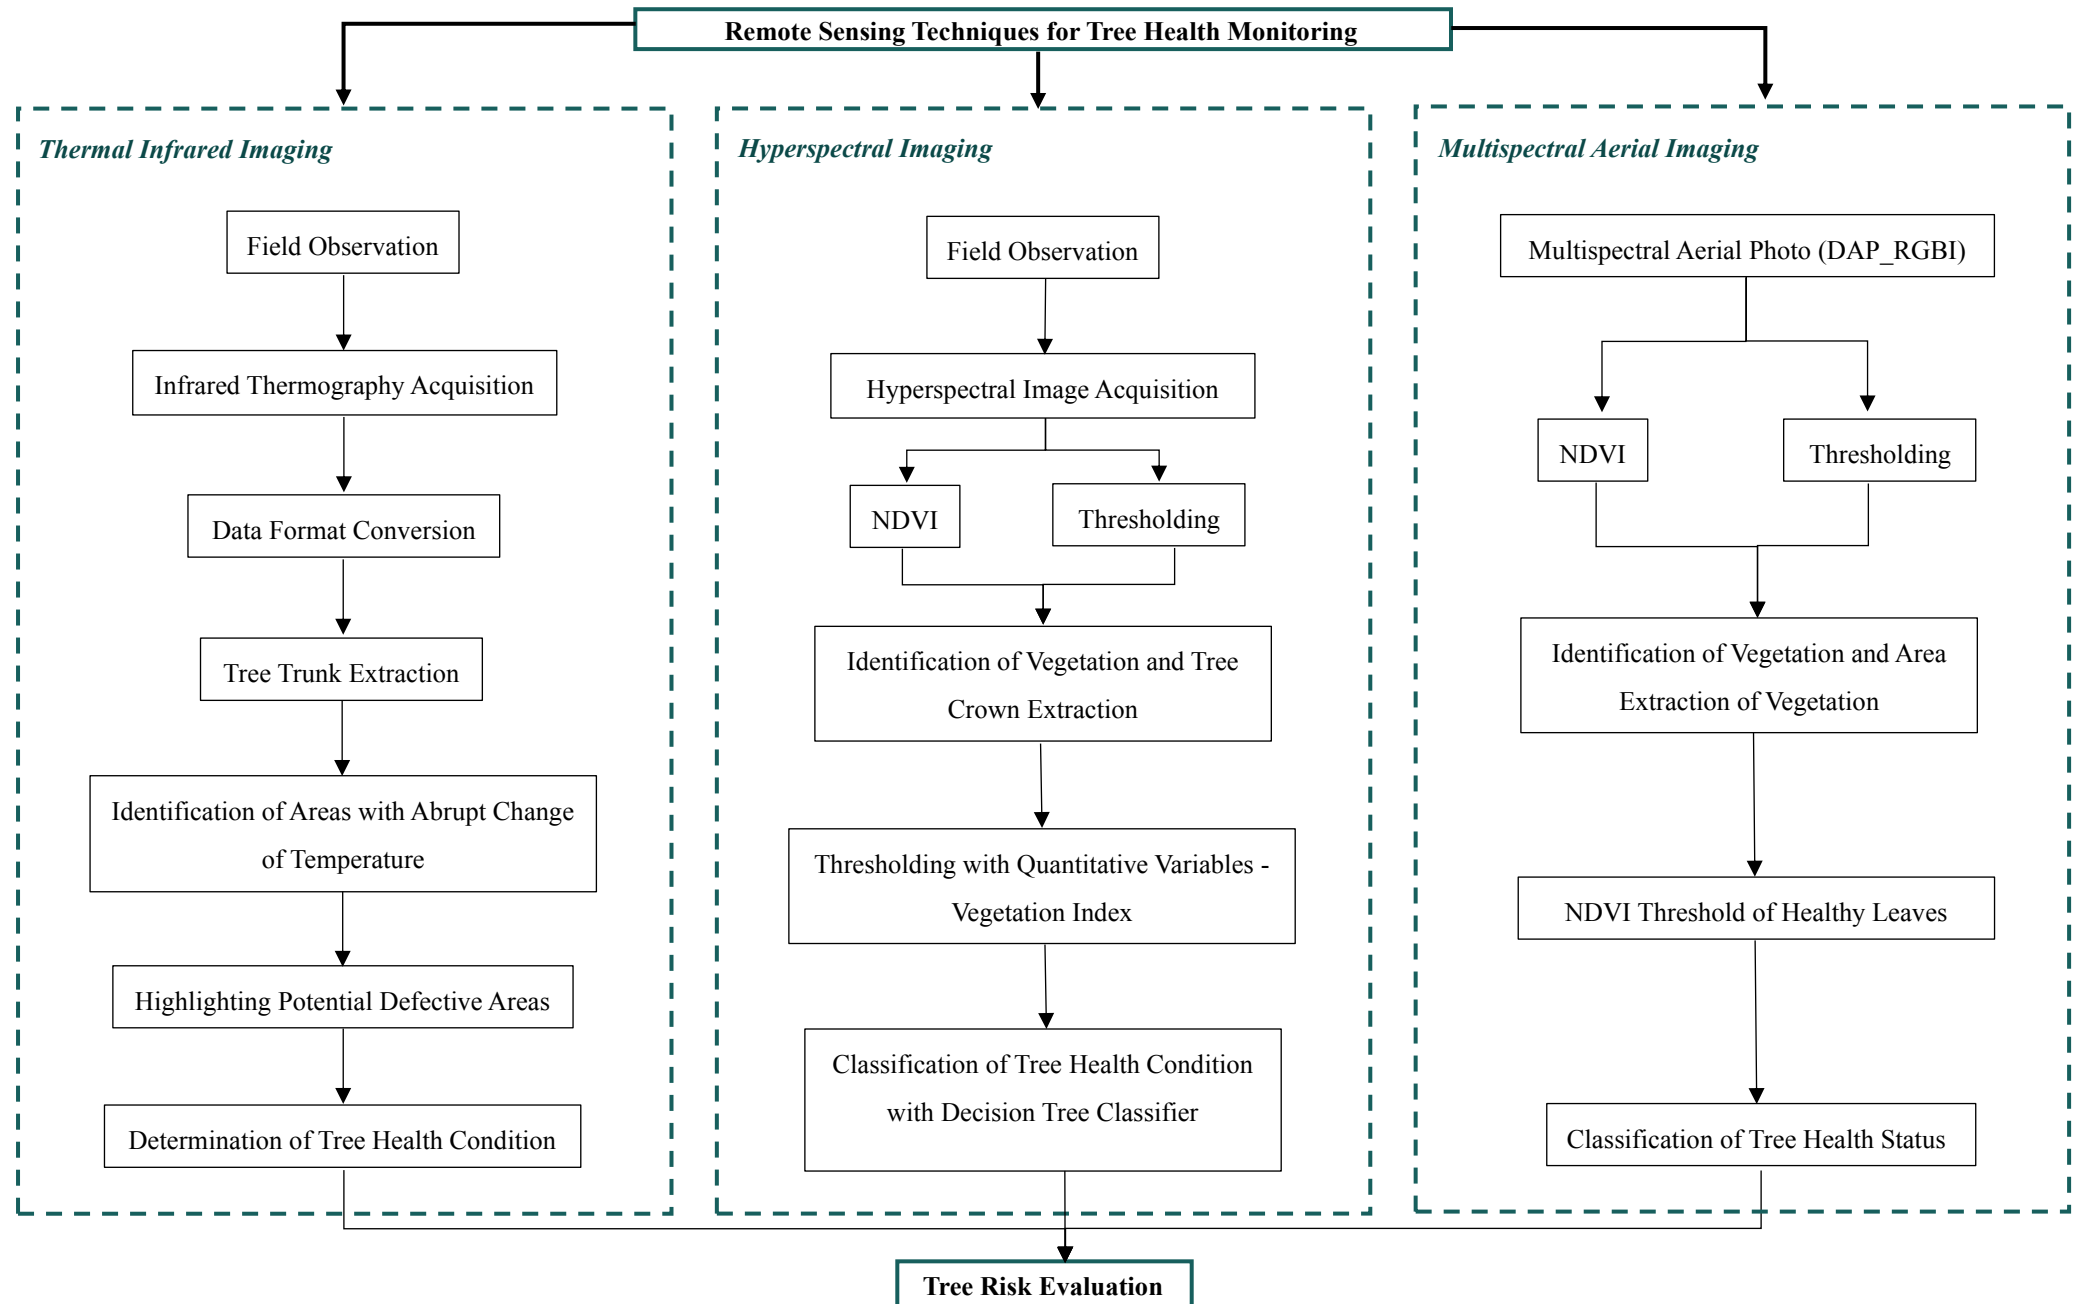 Remote Sensing Techniques for Tree Health Monitoring
Thermal Infrared Imaging
Field Observation
Infrared Thermography Acquisition
Data Format Conversion
Tree Trunk Extraction
Identification of Areas with Abrupt Change
of Temperature
Highlighting Potential Defective Areas
Determination of Tree Health Condition
Hyperspectral Imaging
Field Observation
Hyperspectral Image Acquisition
NDVI
Thresholding
Identification of Vegetation and Tree
Crown Extraction
Thresholding with Quantitative Variables -
Vegetation Index
Classification of Tree Health Condition
with Decision Tree Classifier
Multispectral Aerial Imaging
Multispectral Aerial Photo (DAP_RGBI)
NDVI
Thresholding
Identification of Vegetation and Area
Extraction of Vegetation
NDVI Threshold of Healthy Leaves
Classification of Tree Health Status
Tree Risk Evaluation